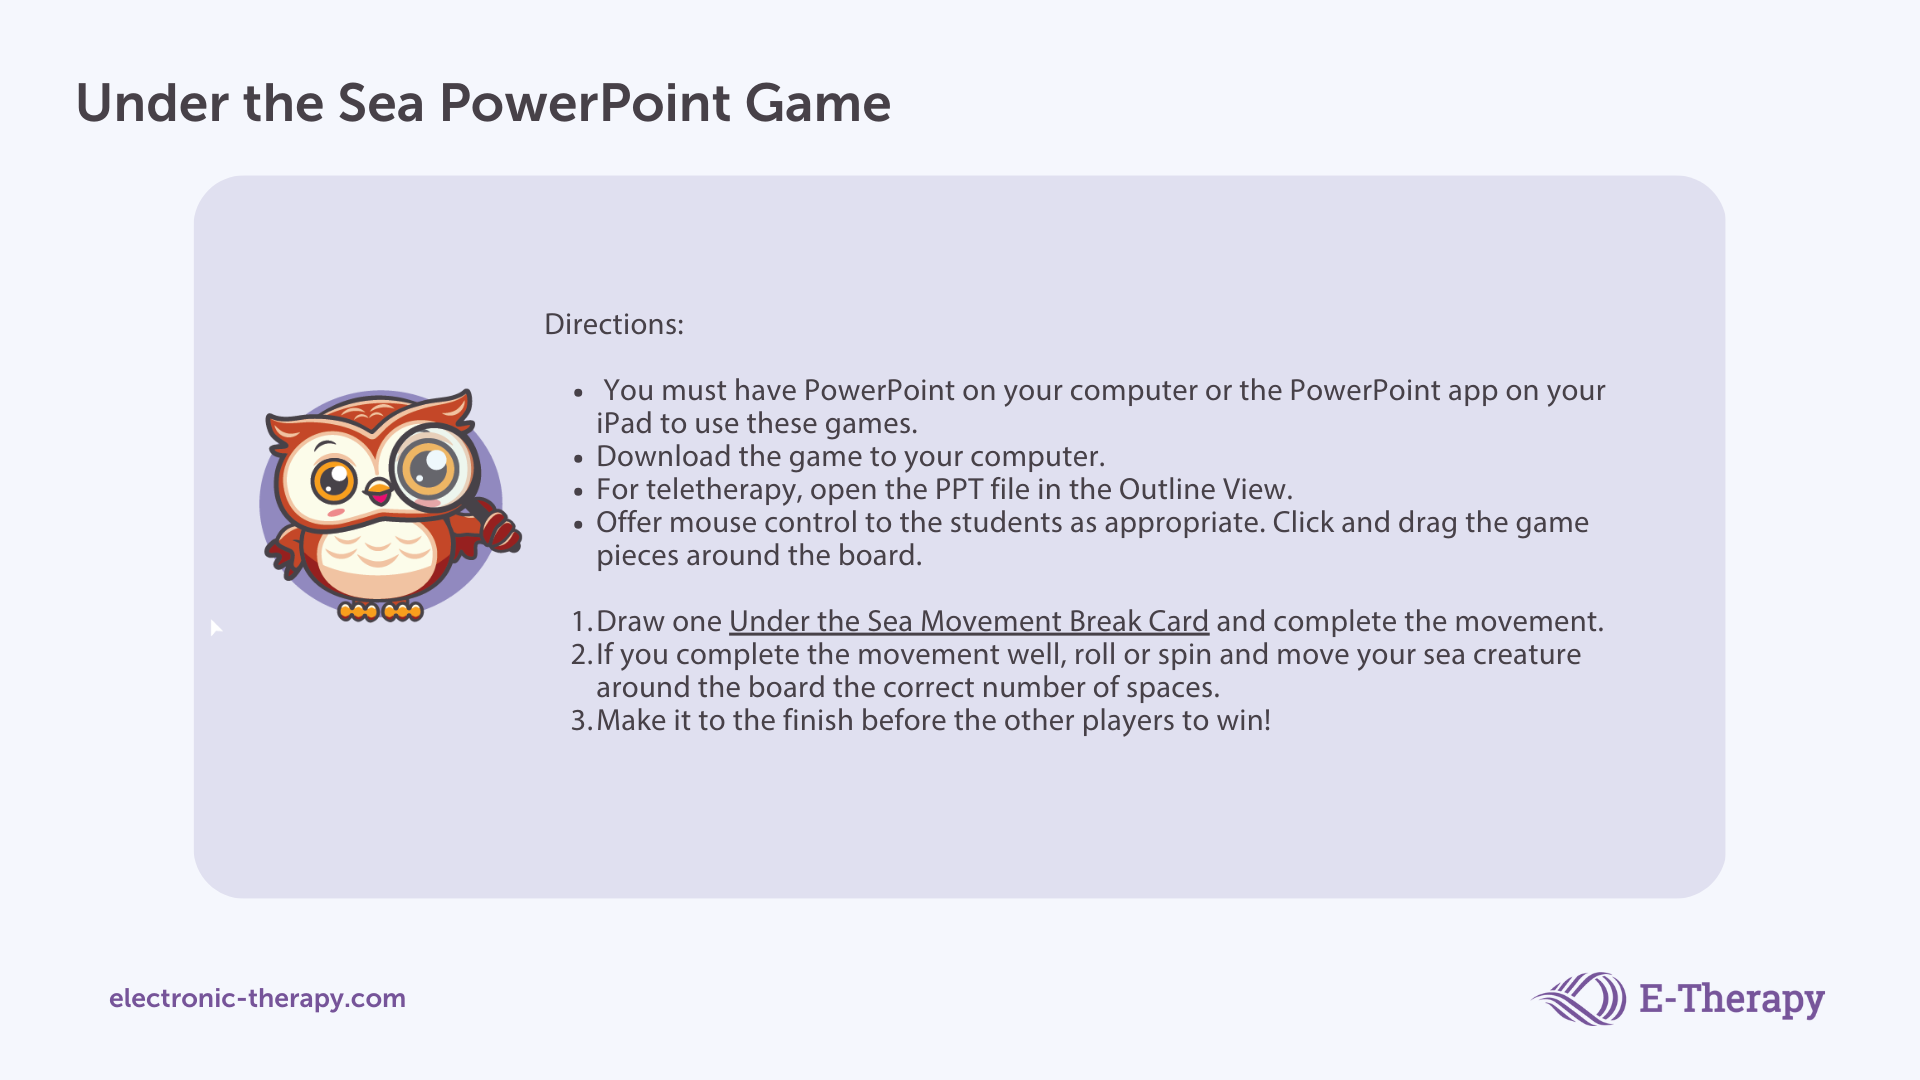 Under the Sea PowerPoint Game
Directions:
• You must have PowerPoint on your computer or the PowerPoint app on your
iPad to use these games.
• Download the game to your computer.
• For teletherapy, open the PPT file in the Outline View.
• Offer mouse control to the students as appropriate. Click and drag the game
pieces around the board.
1. Draw one Under the Sea Movement Break Card and complete the movement.
2. If you complete the movement well, roll or spin and move your sea creature
around the board the correct number of spaces.
3. Make it to the finish before the other players to win!
electronic-therapy.com
E-Therapy